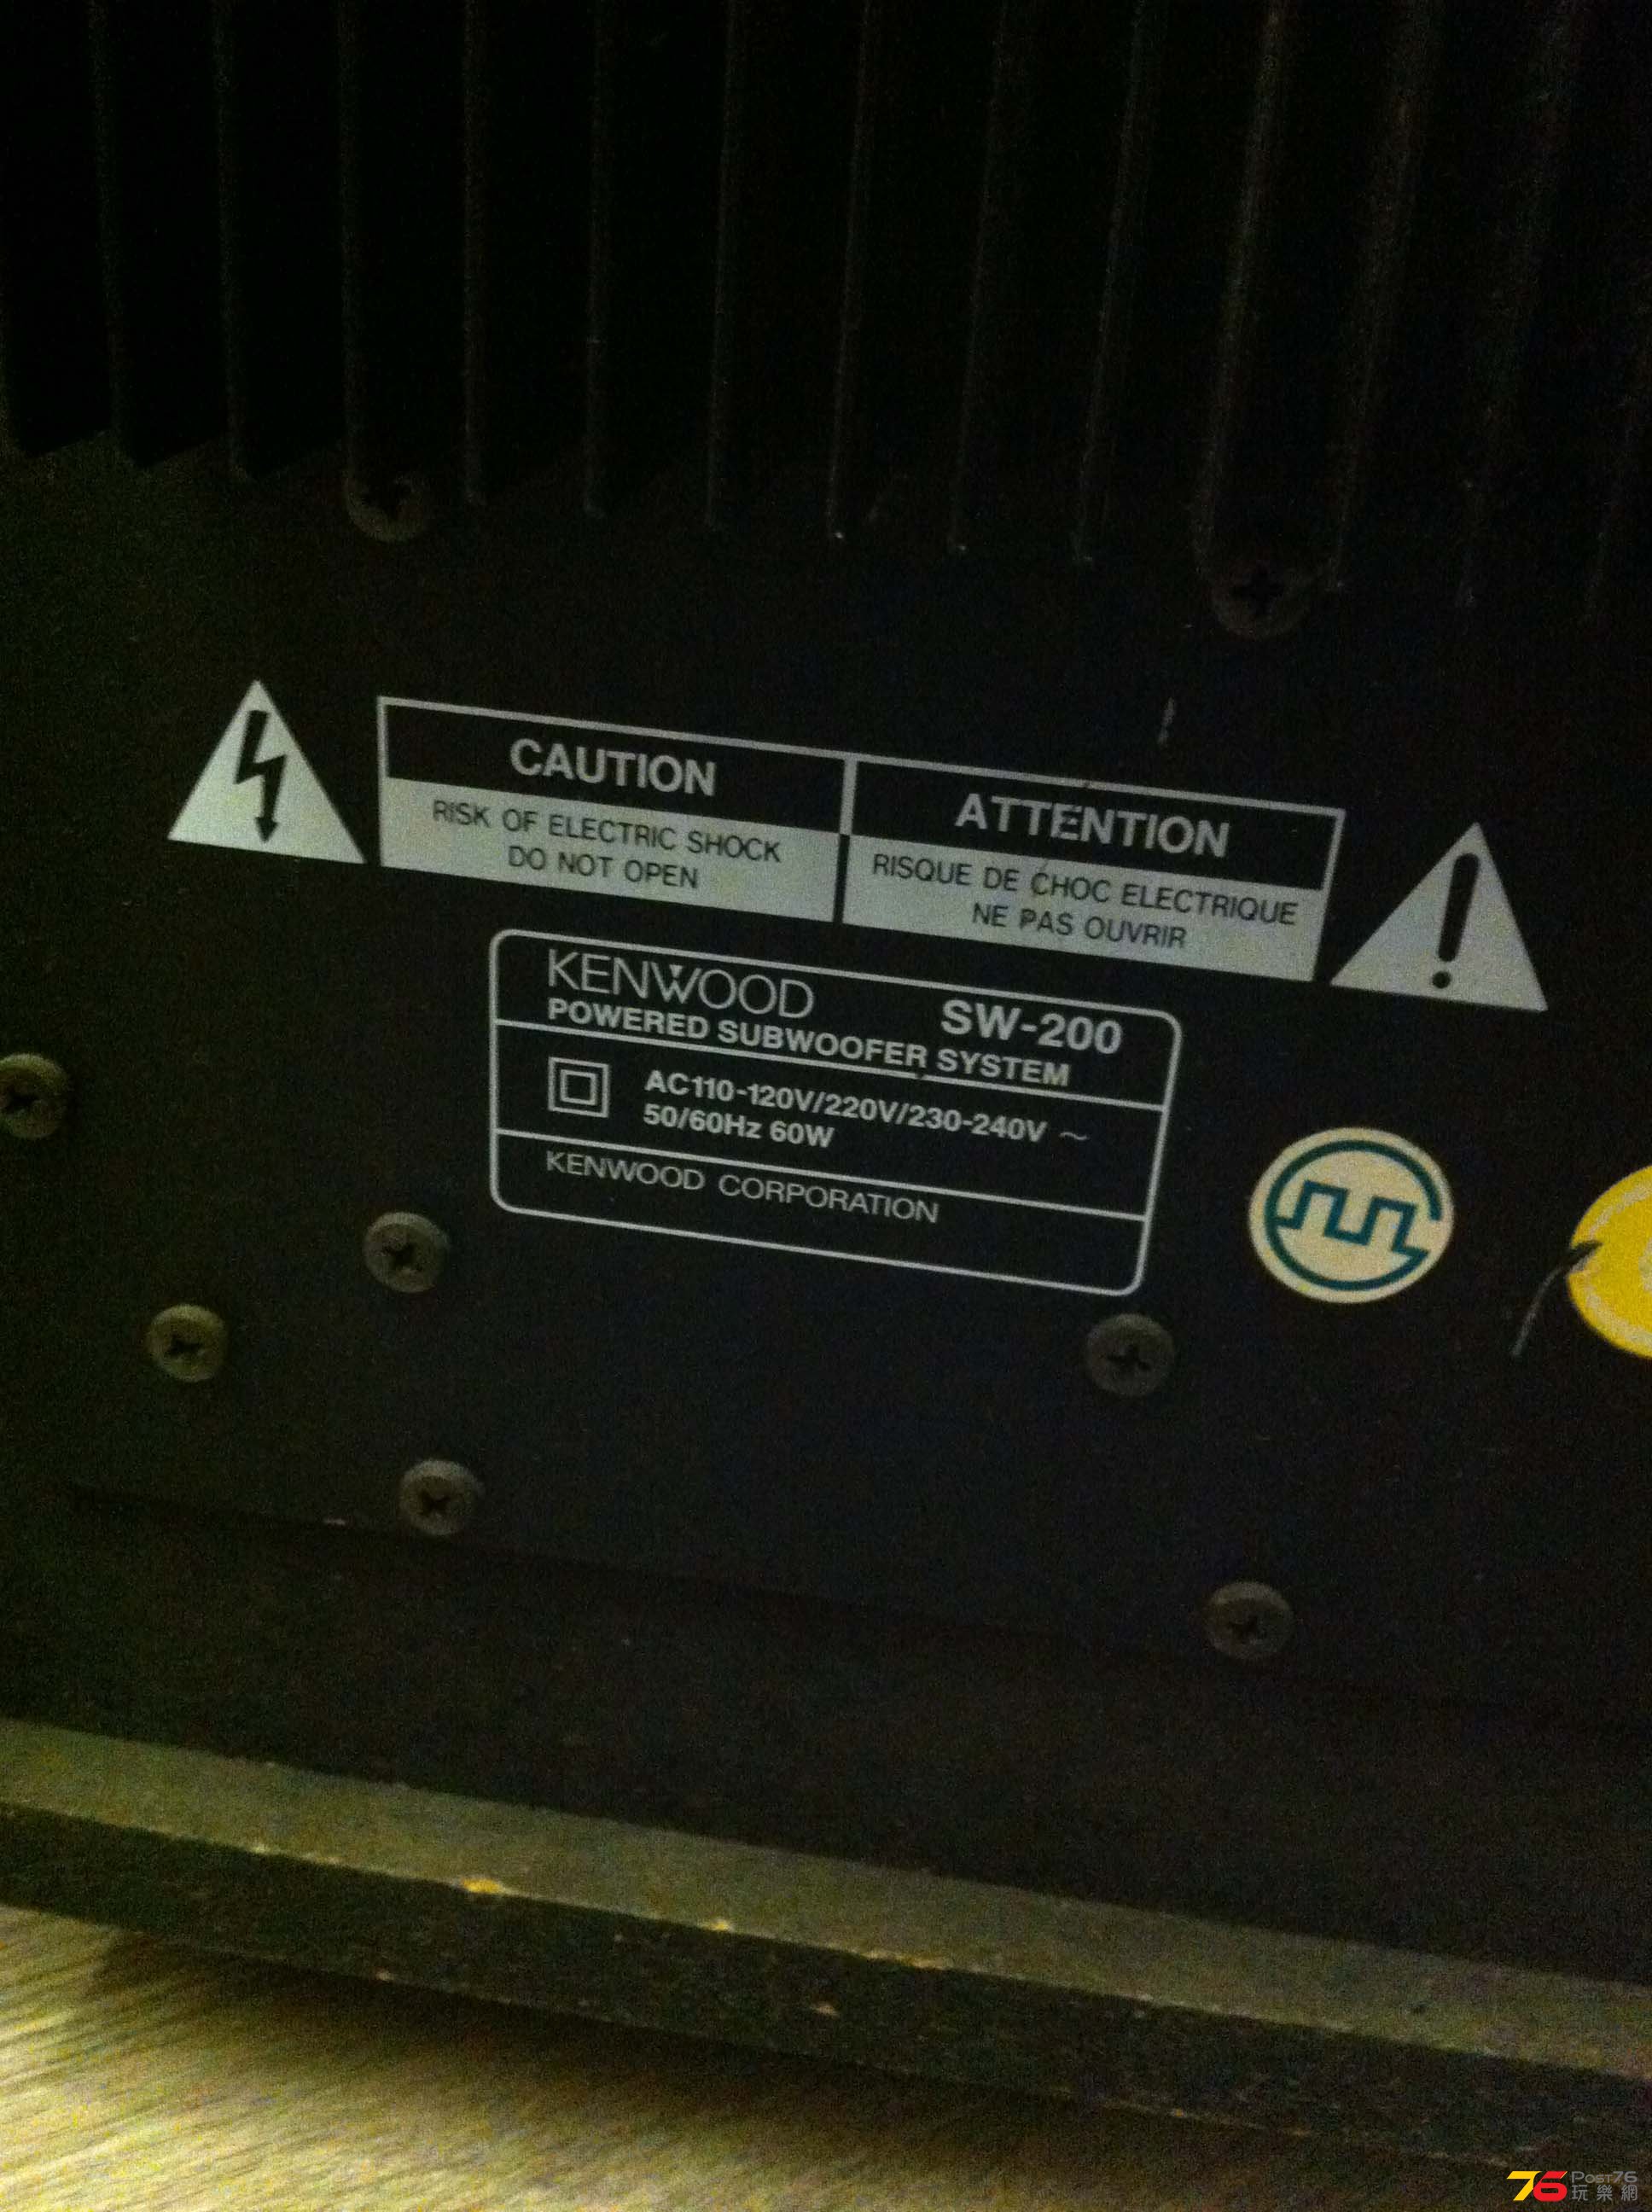 CAUTION
RISK OF ELECTRIC SHOCK
DO NOT OPEN
ATTENTION
RISQUE DE CHOC ELECTRIQUE
NE PAS OUVRIR
KENWOOD SW-200
POWERED SUBWOOFER SYSTEM
AC110-120V/220V/230-240V ~
50/60Hz 60W
KENWOOD CORPORATION
76 Post76
玩樂網